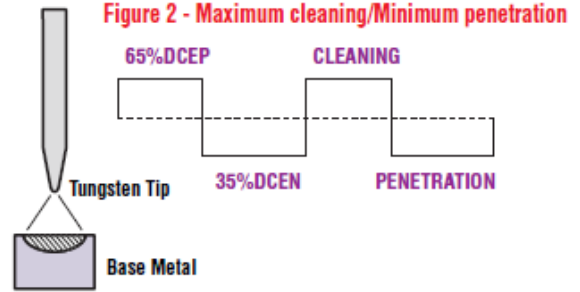 Figure 2 - Maximum cleaning/Minimum penetration
65%DCEP
CLEANING
35%DCEN
PENETRATION
Tungsten Tip
Base Metal